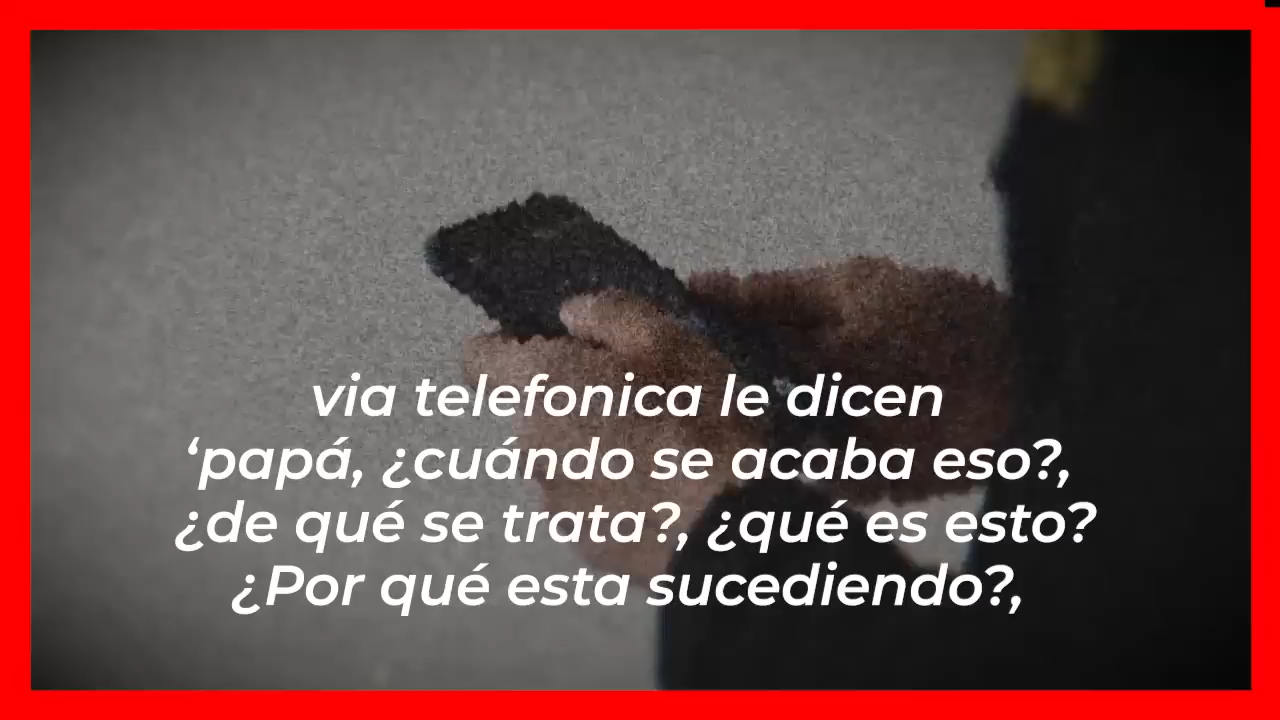 via telefonica le dicen
‘papá, ¿cuándo se acaba eso?,
¿de qué se trata?, ¿qué es esto?
¿Por qué esta sucediendo?,